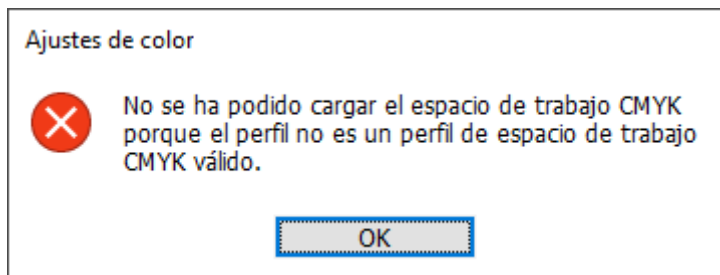 Ajustes de color
No se ha podido cargar el espacio de trabajo CMYK
porque el perfil no es un perfil de espacio de trabajo
CMYK válido.
OK